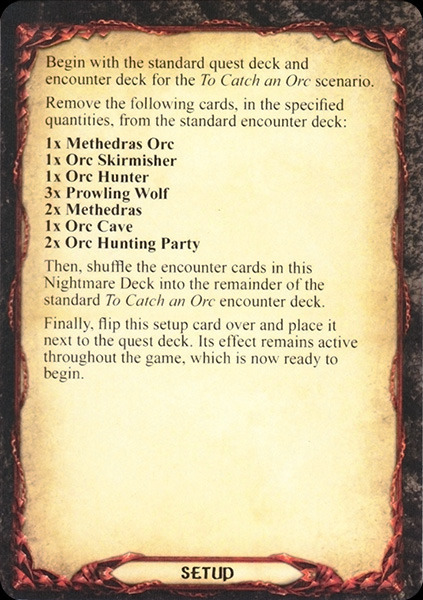 Begin with the standard quest deck and
encounter deck for the To Catch an Orc scenario.
Remove the following cards, in the specified
quantities, from the standard encounter deck:
1x Methedras Orc
1x Orc Skirmisher
1x Orc Hunter
3x Prowling Wolf
2x Methedras
1x Orc Cave
2x Orc Hunting Party
Then, shuffle the encounter cards in this
Nightmare Deck into the remainder of the
standard To Catch an Orc encounter deck.
Finally, flip this setup card over and place it
next to the quest deck. Its effect remains active
throughout the game, which is now ready to
begin.
SETUP